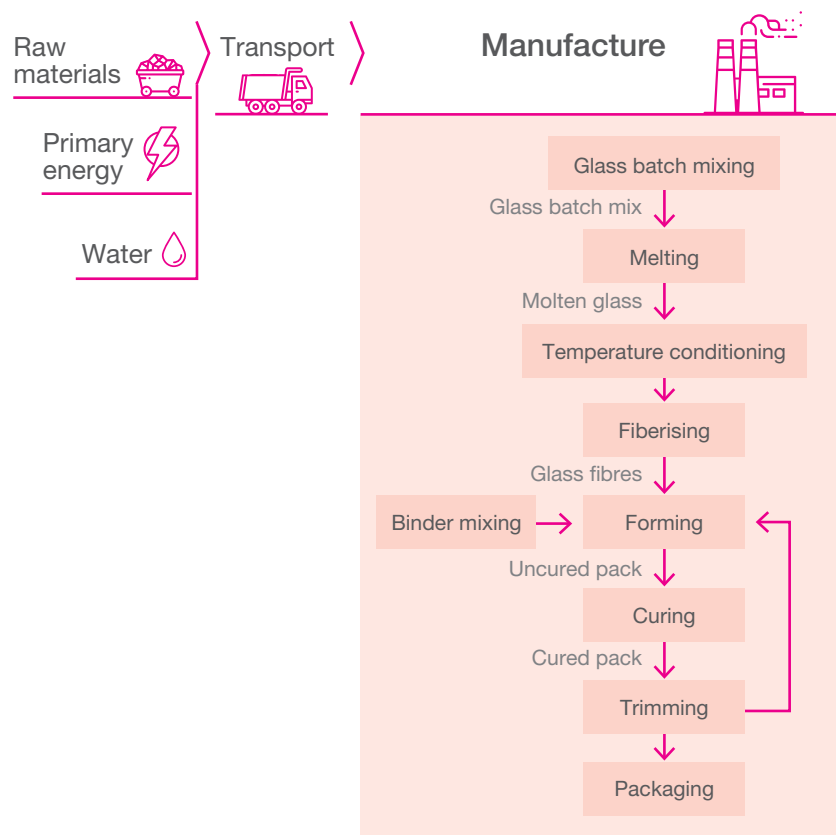 Raw
materials
Transport
Manufacture
Primary
energy
Water
Glass batch mixing
Glass batch mix
Melting
Molten glass
Temperature conditioning
Fiberising
Glass fibres
Binder mixing
Forming
Uncured pack
Curing
Cured pack
Trimming
Packaging